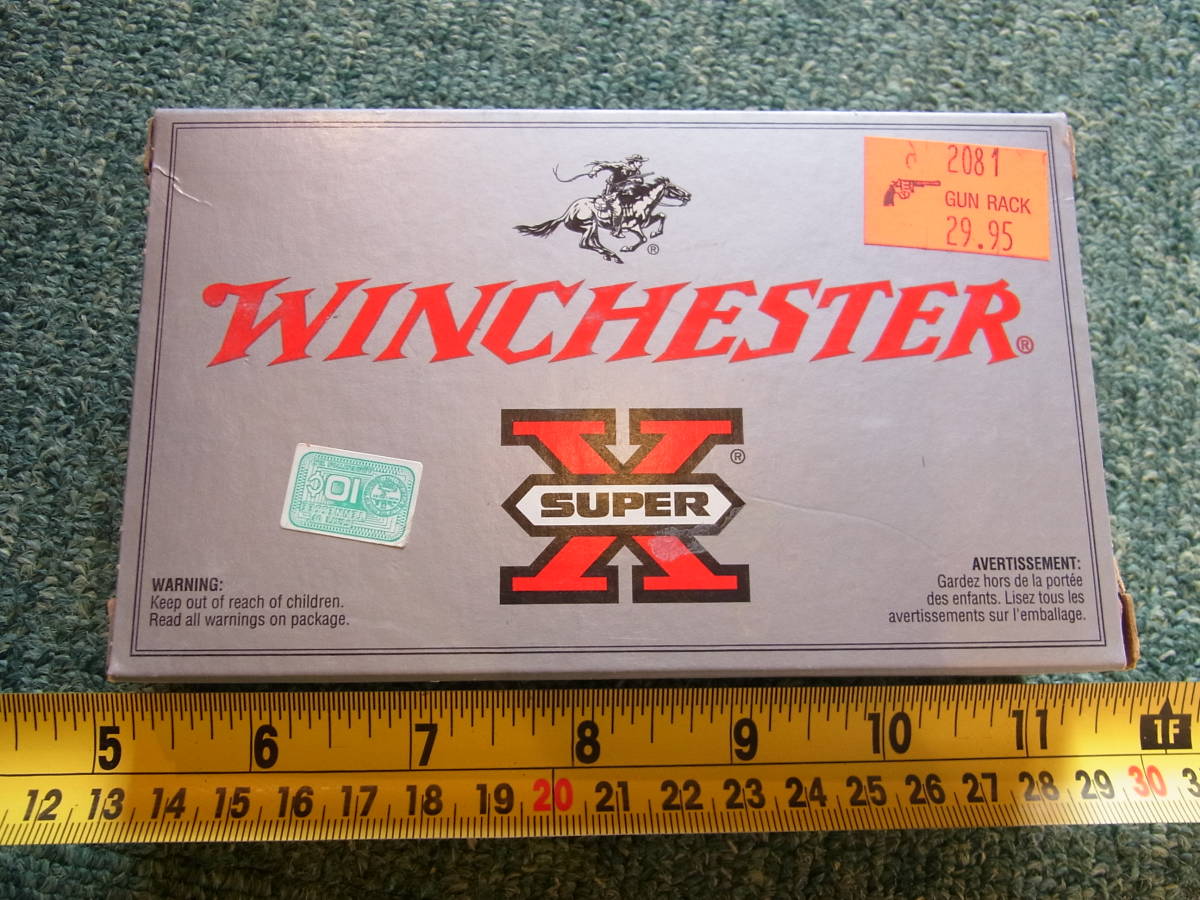 2081
GUN RACK
29.95
®
WINCHESTER®
X®
SUPER
WARNING:
Keep out of reach of children.
Read all warnings on package.
AVERTISSEMENT:
Gardez hors de la portée
des enfants. Lisez tous les
avertissements sur l'emballage.
5 6 7 8 9 10 11 1F
12 13 14 15 16 17 18 19 20 21 22 23 24 25 26 27 28 29 30 3